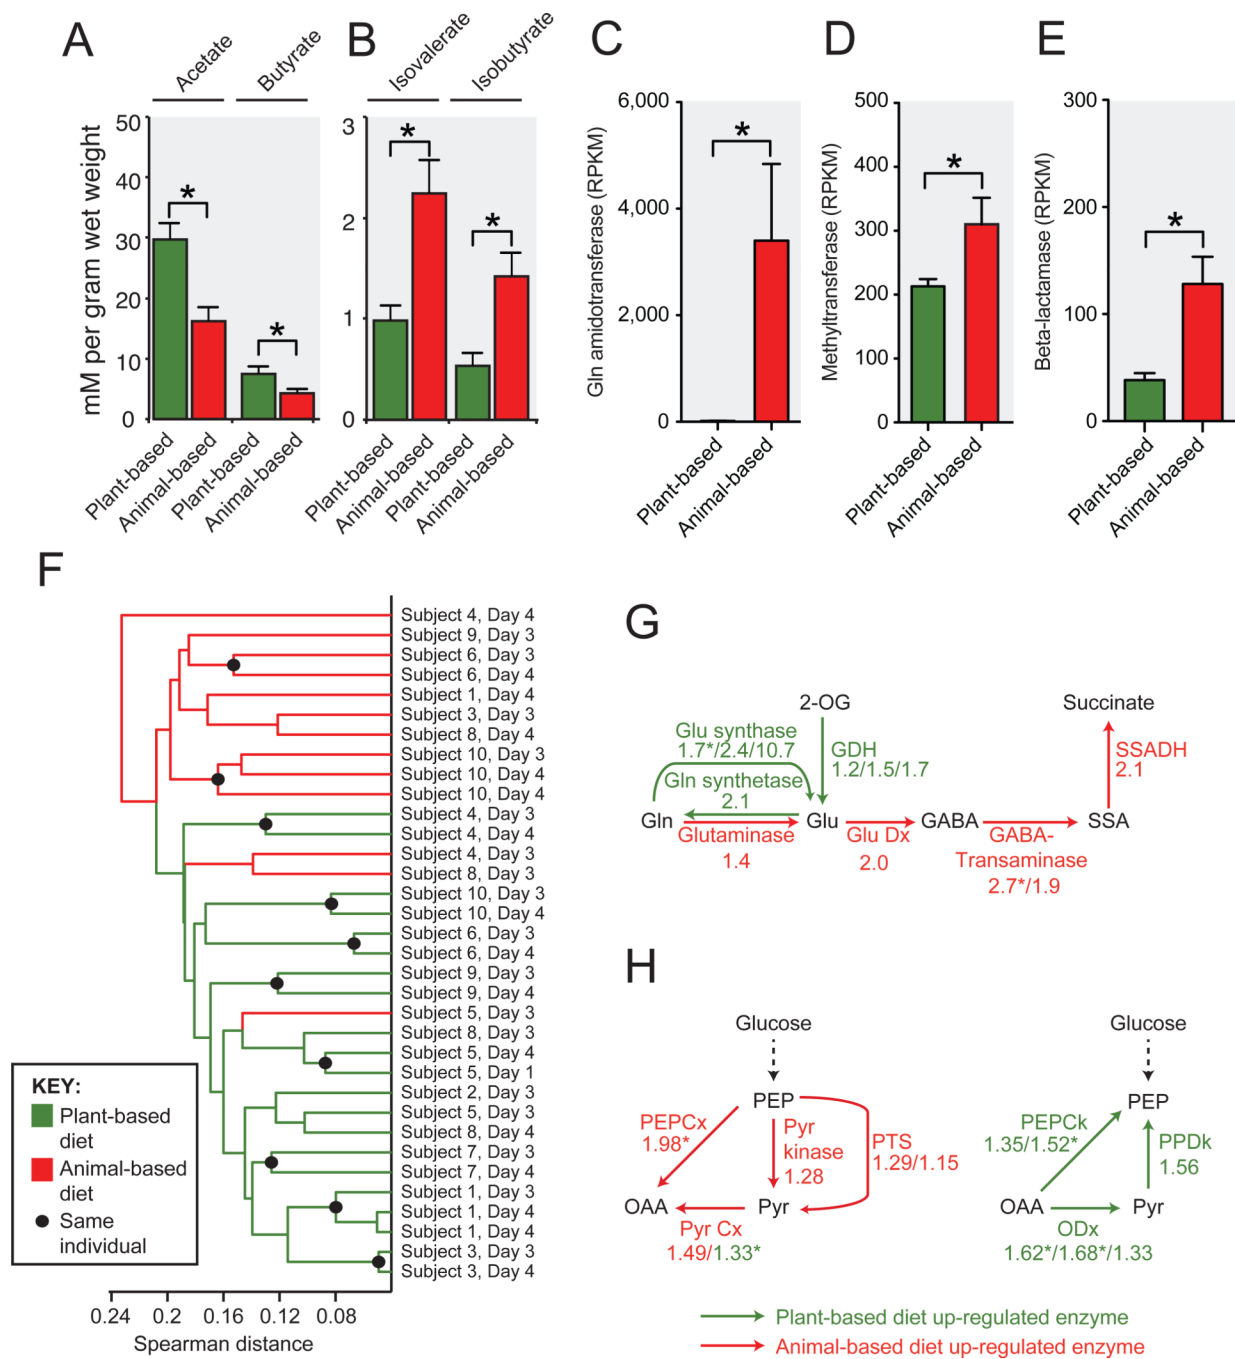 A
Acetate
Butyrate
mM per gram wet weight
50
40
30
20
10
0
*
*
Plant-based
Animal-based
Plant-based
Animal-based
B
Isovalerate
Isobutyrate
3
2
1
0
*
*
Plant-based
Animal-based
Plant-based
Animal-based
C
Gln amidotransferase (RPKM)
6,000
4,000
2,000
0
*
Plant-based
Animal-based
D
Methyltransferase (RPKM)
500
400
300
200
100
0
*
Plant-based
Animal-based
E
Beta-lactamase (RPKM)
300
200
100
0
*
Plant-based
Animal-based
F
Subject 4, Day 4
Subject 9, Day 3
Subject 6, Day 3
Subject 6, Day 4
Subject 1, Day 4
Subject 3, Day 3
Subject 8, Day 4
Subject 10, Day 3
Subject 10, Day 4
Subject 10, Day 4
Subject 4, Day 3
Subject 4, Day 4
Subject 4, Day 3
Subject 8, Day 3
Subject 10, Day 3
Subject 10, Day 4
Subject 6, Day 3
Subject 6, Day 4
Subject 9, Day 3
Subject 9, Day 4
Subject 5, Day 3
Subject 8, Day 3
Subject 5, Day 4
Subject 5, Day 1
Subject 2, Day 3
Subject 5, Day 3
Subject 8, Day 4
Subject 7, Day 3
Subject 7, Day 4
Subject 1, Day 3
Subject 1, Day 4
Subject 1, Day 4
Subject 3, Day 3
Subject 3, Day 4
KEY:
Plant-based
diet
Animal-based
diet
Same
individual
0.24
0.2
0.16
0.12
0.08
Spearman distance
G
2-OG
Succinate
Glu synthase
1.7*/2.4/10.7
GDH
1.2/1.5/1.7
SSADH
2.1
Gln synthetase
2.1
Gln
Glu
GABA
SSA
Glutaminase
1.4
Glu Dx
2.0
GABA-
Transaminase
2.7*/1.9
H
Glucose
PEP
PEPCx
1.98*
Pyr
kinase
1.28
PTS
1.29/1.15
OAA
Pyr
Pyr Cx
1.49/1.33*
Glucose
PEP
PEPCk
1.35/1.52*
PPDk
1.56
OAA
Pyr
ODx
1.62*/1.68*/1.33
Plant-based diet up-regulated enzyme
Animal-based diet up-regulated enzyme